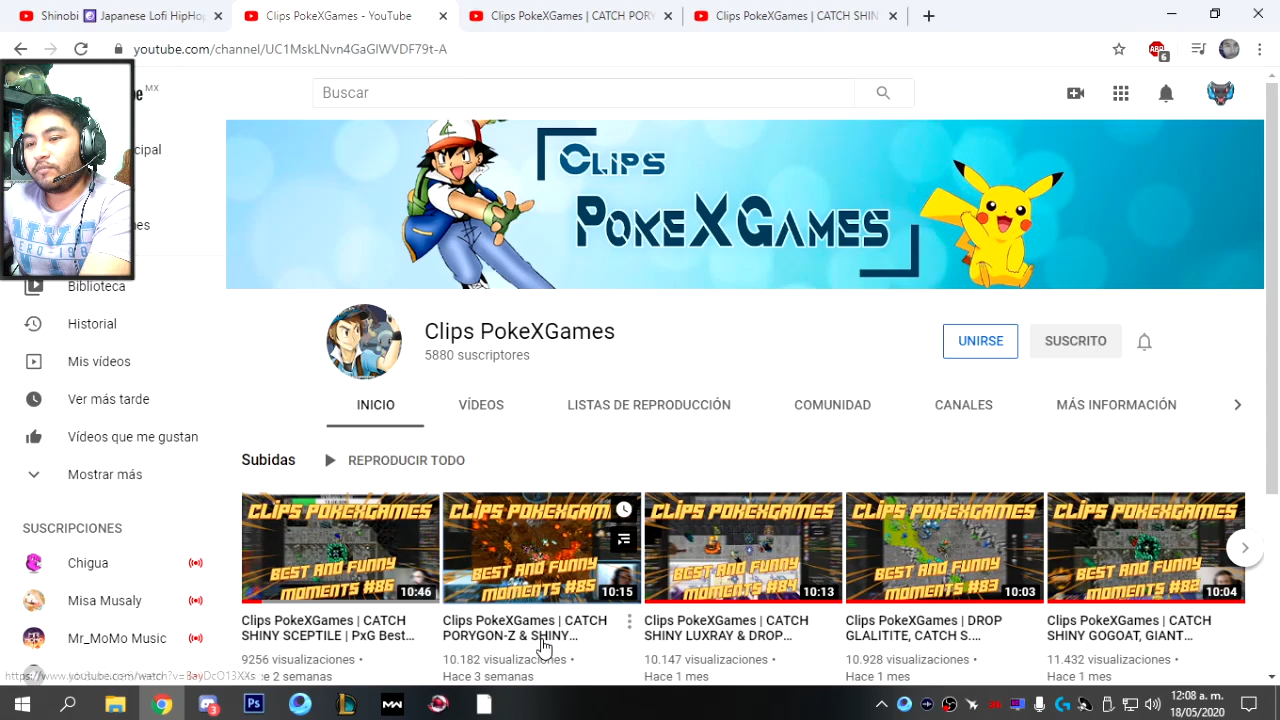 Shinobi
Japanese Lofi HipHop
Clips PokeXGames - YouTube
Clips PokeXGames | CATCH PORY
Clips PokeXGames | CATCH SHIN
youtube.com/channel/UC1MskLNvn4GaGlWVDF79t-A
6
be MX
Buscar
cipal
nes
Biblioteca
Historial
Mis vídeos
Ver más tarde
Vídeos que me gustan
Mostrar más
SUSCRIPCIONES
Chigua
Misa Musaly
Mr_MoMo Music
CLIPS
POKEXGAMES
Clips PokeXGames
5880 suscriptores
UNIRSE
SUSCRITO
INICIO
VÍDEOS
LISTAS DE REPRODUCCIÓN
COMUNIDAD
CANALES
MÁS INFORMACIÓN
Subidas
REPRODUCIR TODO
CLIPS POKEXGAMES
BEST AND FUNNY
MOMENTS #86
10:46
Clips PokeXGames | CATCH
SHINY SCEPTILE | PxG Best...
9256 visualizaciones •
e 2 semanas
CLIPS POKEXGAM
BEST AND FUNNY
MOMENTS #85
10:15
Clips PokeXGames | CATCH
PORYGON-Z & SHINY...
10.182 visualizaciones •
Hace 3 semanas
CLIPS POKEXGAMES
BEST AND FUNNY
MOMENTS #84
10:13
Clips PokeXGames | CATCH
SHINY LUXRAY & DROP...
10.147 visualizaciones •
Hace 1 mes
CLIPS POKEXGAMES
BEST AND FUNNY
MOMENTS #83
10:03
Clips PokeXGames | DROP
GLALITITE, CATCH S....
10.928 visualizaciones •
Hace 1 mes
CLIPS POKEXGAMES
BEST AND FUNNY
MOMENTS #82
10:04
Clips PokeXGames | CATCH
SHINY GOGOAT, GIANT...
11.432 visualizaciones •
Hace 1 mes
Ps
12:08 a. m.
18/05/2020